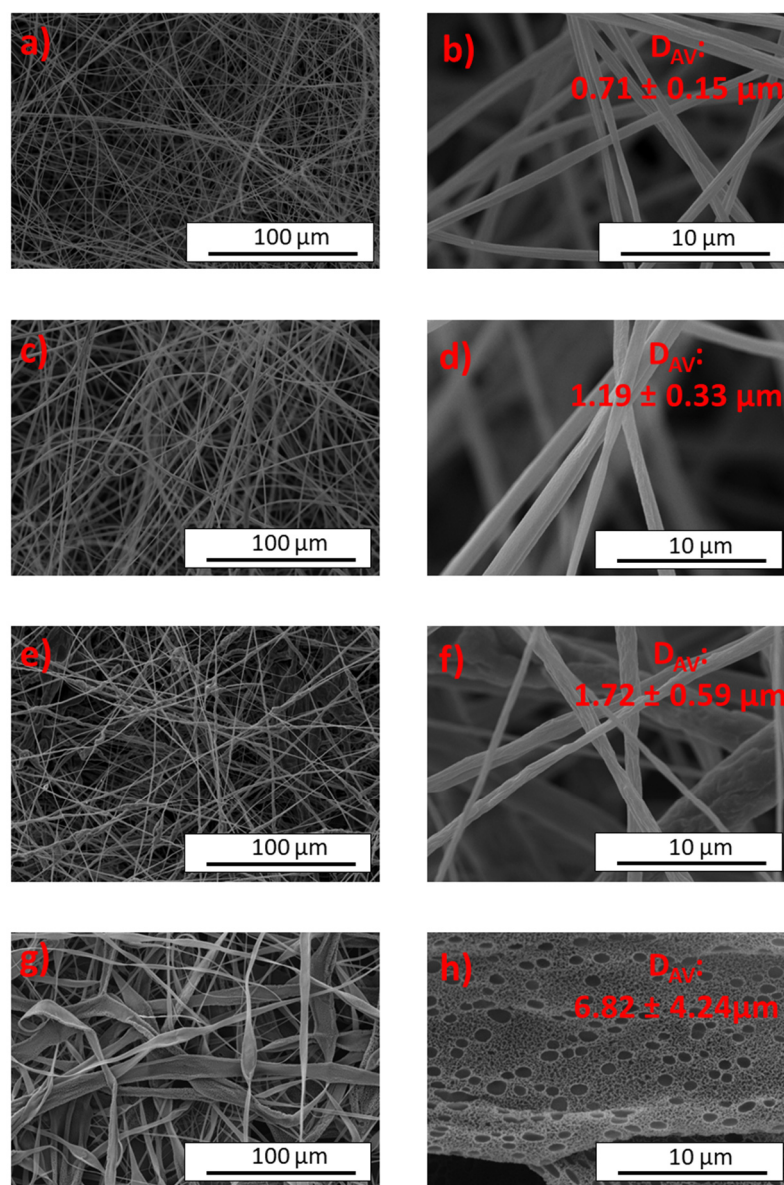 a)
100 µm
b)
DAV:
0.71 ± 0.15 µm
10 µm
c)
100 µm
d)
DAV:
1.19 ± 0.33 µm
10 µm
e)
100 µm
f)
DAV:
1.72 ± 0.59 µm
10 µm
g)
100 µm
h)
DAV:
6.82 ± 4.24µm
10 µm